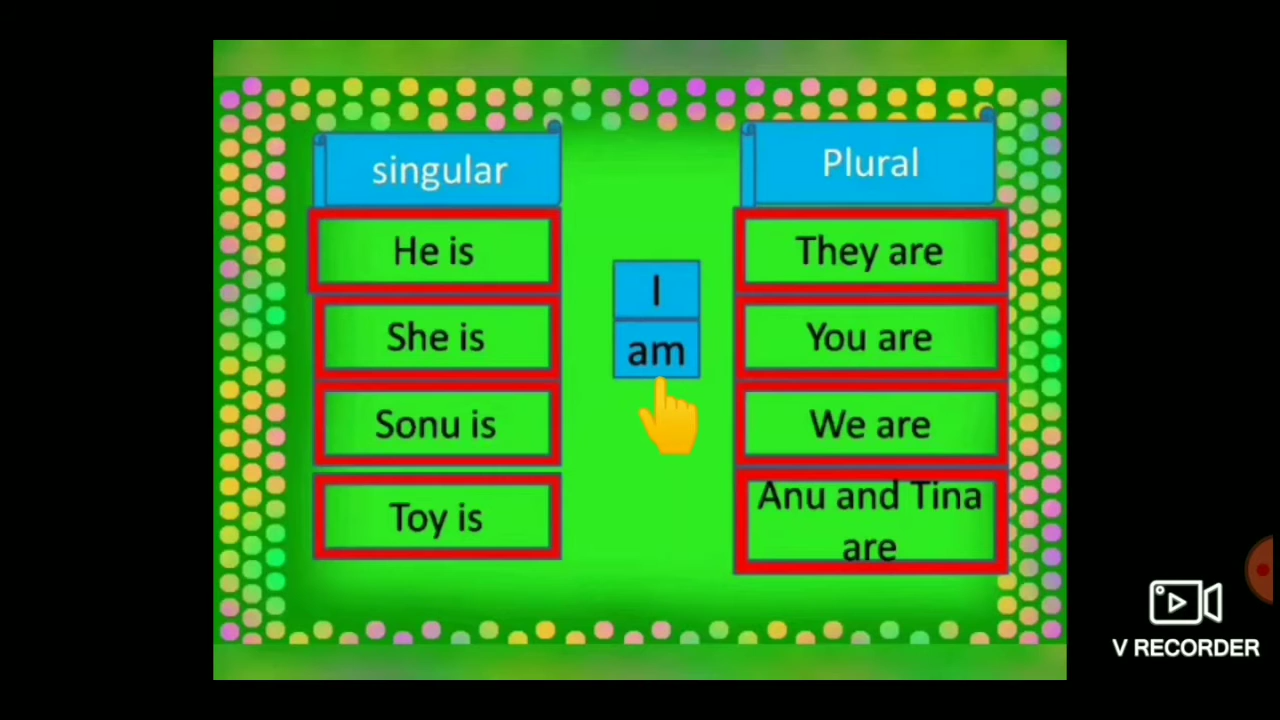 singular
He is
She is
Sonu is
Toy is
I
am
Plural
They are
You are
We are
Anu and Tina
are
V RECORDER